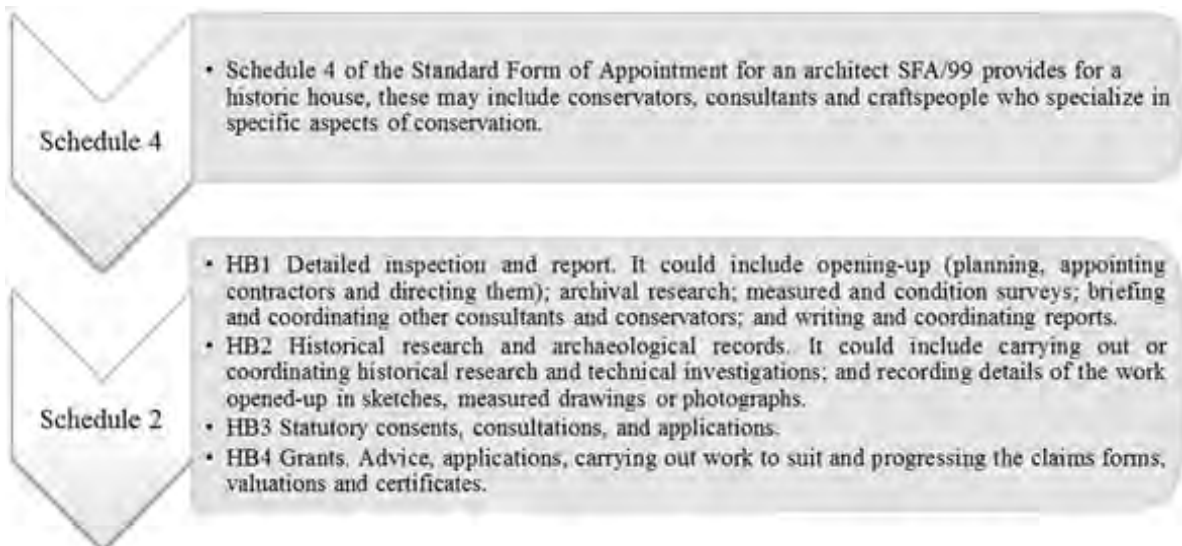 Schedule 4
• Schedule 4 of the Standard Form of Appointment for an architect SFA/99 provides for a
historic house, these may include conservators, consultants and craftspeople who specialize in
specific aspects of conservation.
Schedule 2
• HB1 Detailed inspection and report. It could include opening-up (planning, appointing
contractors and directing them); archival research; measured and condition surveys; briefing
and coordinating other consultants and conservators; and writing and coordinating reports.
• HB2 Historical research and archaeological records. It could include carrying out or
coordinating historical research and technical investigations; and recording details of the work
opened-up in sketches, measured drawings or photographs.
• HB3 Statutory consents, consultations, and applications.
• HB4 Grants. Advice, applications, carrying out work to suit and progressing the claims forms,
valuations and certificates.